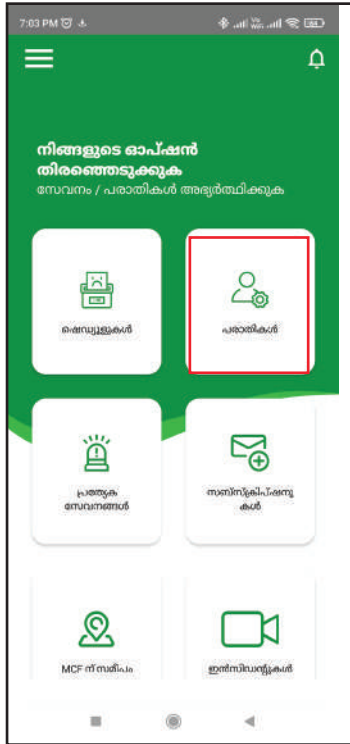 7:03 PM
നിങ്ങളുടെ ഓപ്ഷൻ
തിരഞ്ഞെടുക്കുക
സേവനം / പരാതികൾ അഭ്യർത്ഥിക്കുക
ഷെഡ്യൂളുകൾ
പരാതികൾ
പ്രത്യേക
സേവനങ്ങൾ
സബ്സ്ക്രിപ്ഷനു
കൾ
MCF ന് സമീപം
ഇൻസിഡന്റുകൾ